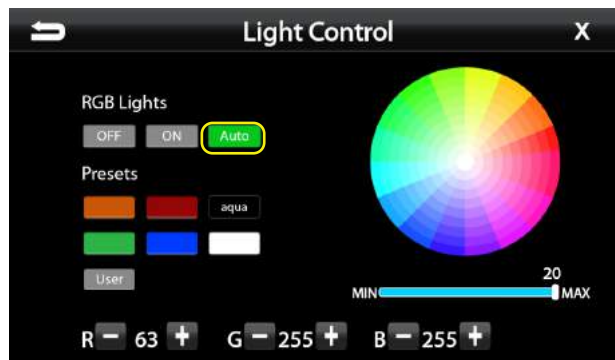 Light Control X
RGB Lights
OFF ON Auto
Presets
aqua
User
20
MIN MAX
R - 63 + G - 255 + B - 255 +